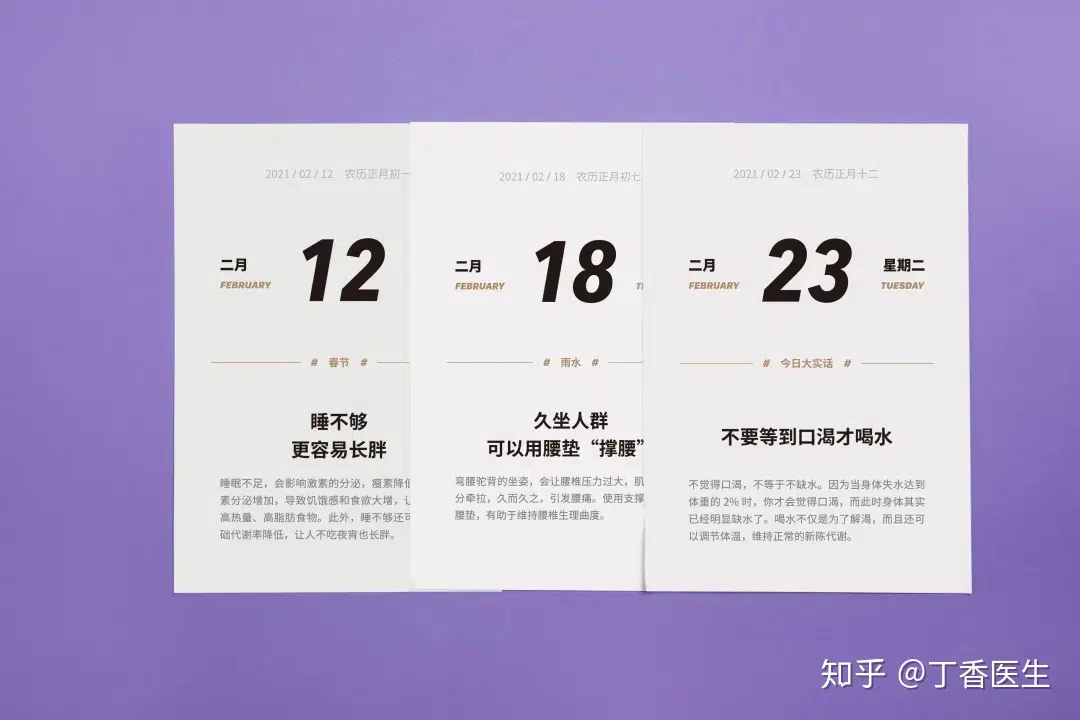 2021 / 02 / 12 农历正月初一
二月
FEBRUARY
12
# 春节 #
睡不够
更容易长胖
睡眠不足，会影响激素的分泌，瘦素降低
素分泌增加，导致饥饿感和食欲大增，让
高热量、高脂肪食物。此外，睡不够还可
础代谢率降低，让人不吃夜宵也长胖。
2021 / 02 / 18 农历正月初七
二月
FEBRUARY
18
# 雨水 #
久坐人群
可以用腰垫“撑腰”
弯腰驼背的坐姿，会让腰椎压力过大，肌
分牵拉，久而久之，引发腰痛。使用支撑
腰垫，有助于维持腰椎生理曲度。
2021 / 02 / 23 农历正月十二
二月
FEBRUARY
23
星期二
TUESDAY
# 今日大实话 #
不要等到口渴才喝水
不觉得口渴，不等于不缺水。因为当身体失水达到
体重的 2% 时，你才会觉得口渴，而此时身体其实
已经明显缺水了。喝水不仅是为了解渴，而且还可
以调节体温，维持正常的新陈代谢。
知乎 @丁香医生